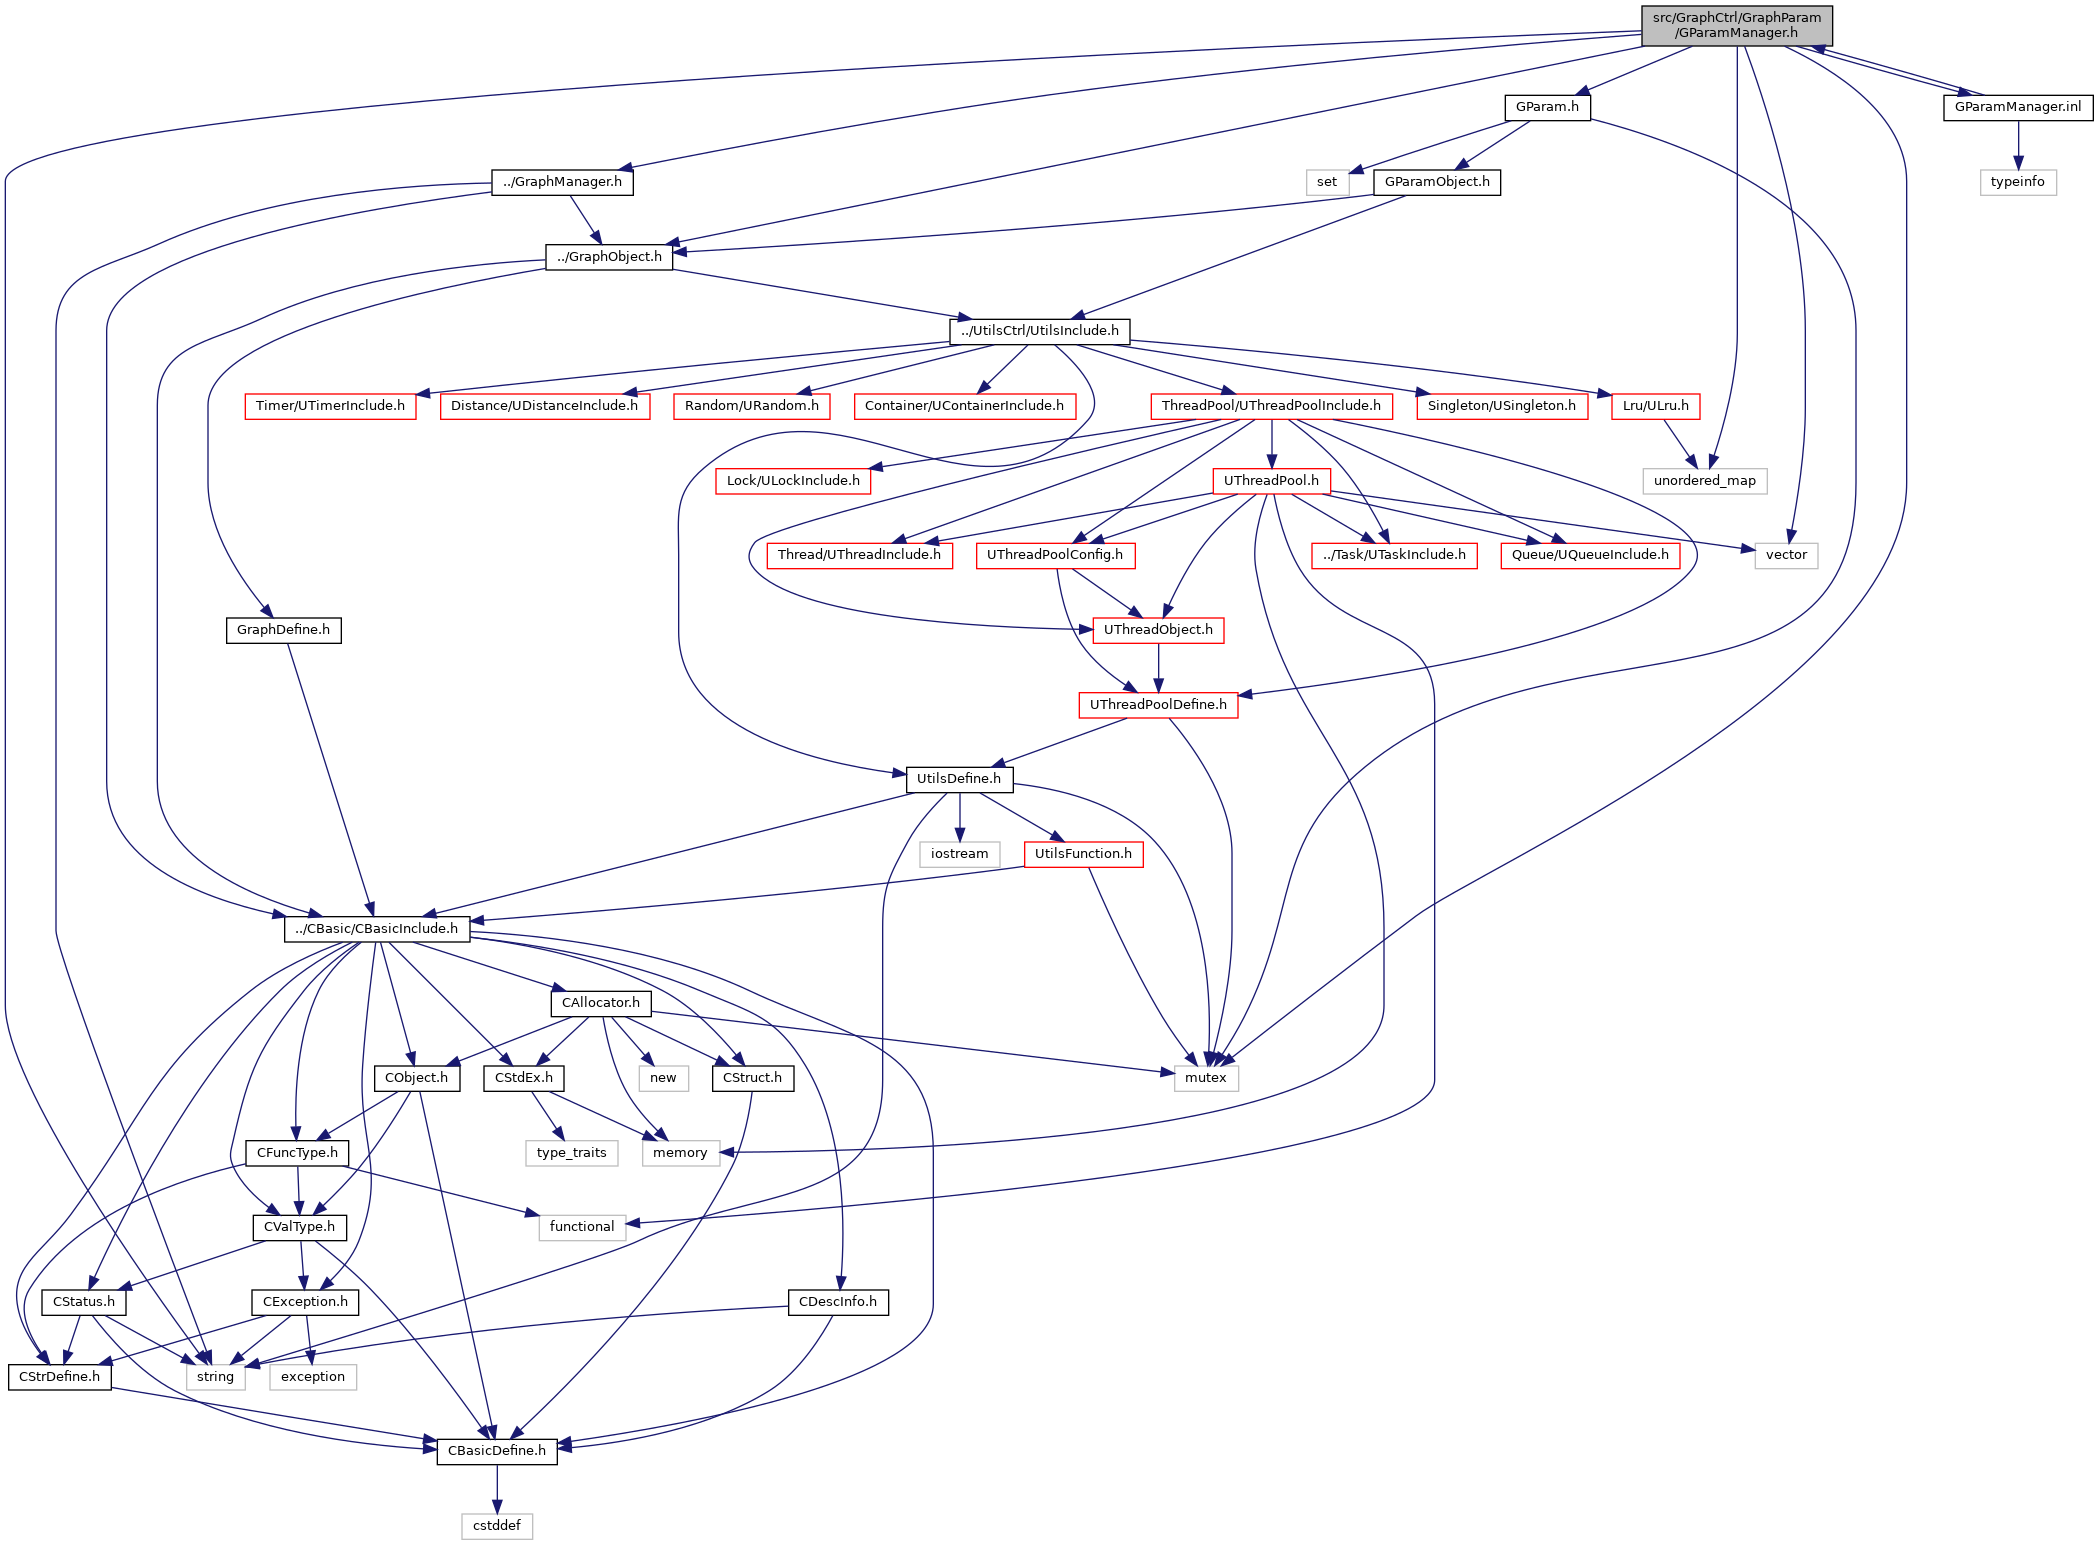 src/GraphCtrl/GraphParam
/GParamManager.h
GParam.h
GParamManager.inl
../GraphManager.h
set
GParamObject.h
typeinfo
../GraphObject.h
../UtilsCtrl/UtilsInclude.h
Timer/UTimerInclude.h
Distance/UDistanceInclude.h
Random/URandom.h
Container/UContainerInclude.h
ThreadPool/UThreadPoolInclude.h
Singleton/USingleton.h
Lru/ULru.h
Lock/ULockInclude.h
UThreadPool.h
unordered_map
Thread/UThreadInclude.h
UThreadPoolConfig.h
../Task/UTaskInclude.h
Queue/UQueueInclude.h
vector
GraphDefine.h
UThreadObject.h
UThreadPoolDefine.h
UtilsDefine.h
iostream
UtilsFunction.h
../CBasic/CBasicInclude.h
CAllocator.h
CObject.h
CStdEx.h
new
CStruct.h
mutex
CFuncType.h
type_traits
memory
CValType.h
functional
CStatus.h
CException.h
CDescInfo.h
CStrDefine.h
string
exception
CBasicDefine.h
cstddef